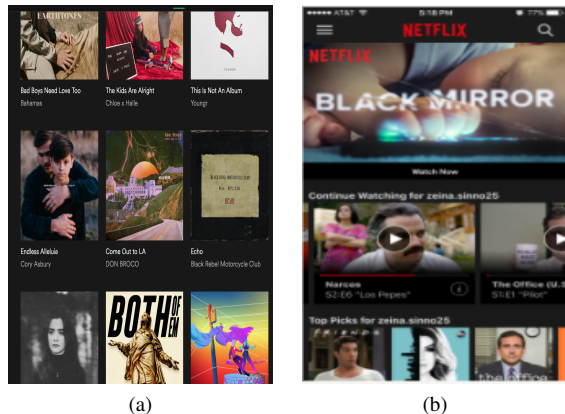 EARTHTONES
Bad Boys Need Love Too
Bahamas
The Kids Are Alright
Chloe x Halle
This Is Not An Album
Youngr
Endless Alleluia
Cory Asbury
Come Out to LA
DON BROCO
ECHO
Echo
Black Rebel Motorcycle Club
BOTH
OF
EM
(a)
AT&T 5:18 PM 77%
NETFLIX
NETFLIX
BLACK MIRROR
Watch Now
Continue Watching for zeina.sinno25
Narcos
S2:E6 "Los Pepes"
The Office (U.S
S1:E1 "Pilot"
Top Picks for zeina.sinno25
FRIENDS
the office
(b)